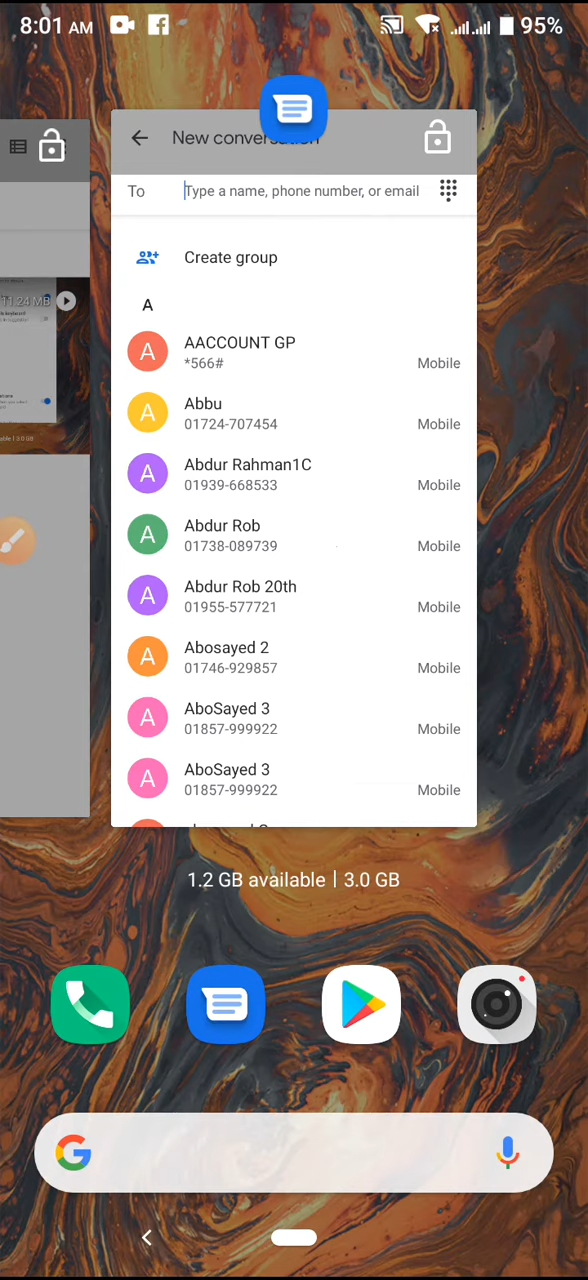 8:01 AM
95%
New conversation
To
Type a name, phone number, or email
Create group
11.24 MB
A
A
AACCOUNT GP
*566#
Mobile
A
Abbu
01724-707454
Mobile
A
Abdur Rahman1C
01939-668533
Mobile
A
Abdur Rob
01738-089739
Mobile
A
Abdur Rob 20th
01955-577721
Mobile
A
Abosayed 2
01746-929857
Mobile
A
AboSayed 3
01857-999922
Mobile
A
AboSayed 3
01857-999922
Mobile
1.2 GB available | 3.0 GB